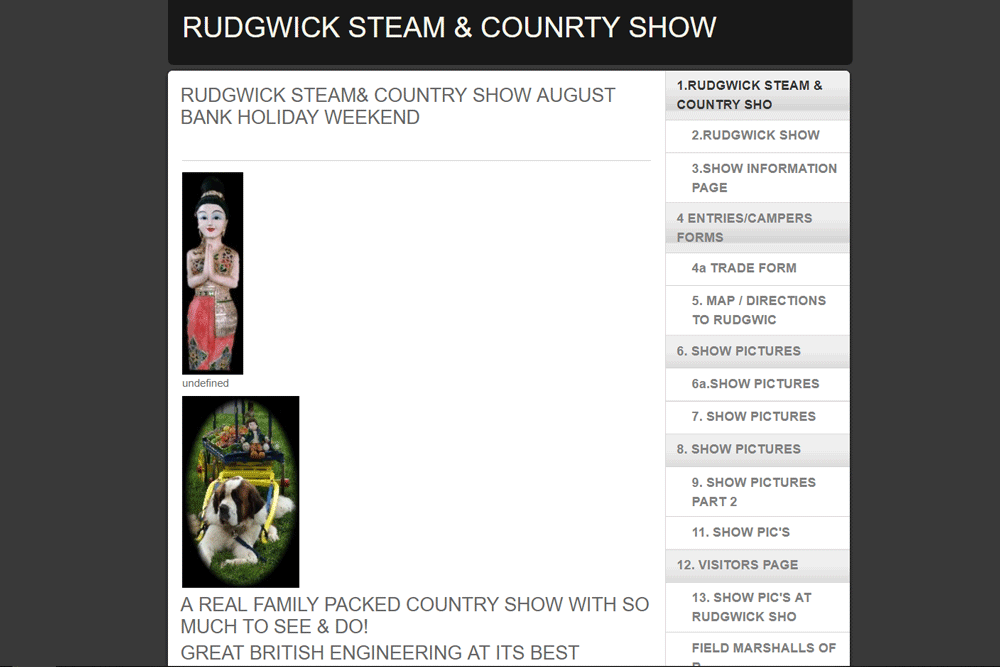 RUDGWICK STEAM & COUNRTY SHOW
RUDGWICK STEAM& COUNTRY SHOW AUGUST
BANK HOLIDAY WEEKEND
undefined
A REAL FAMILY PACKED COUNTRY SHOW WITH SO
MUCH TO SEE & DO!
GREAT BRITISH ENGINEERING AT ITS BEST
1.RUDGWICK STEAM &
COUNTRY SHO
2.RUDGWICK SHOW
3.SHOW INFORMATION
PAGE
4 ENTRIES/CAMPERS
FORMS
4a TRADE FORM
5. MAP / DIRECTIONS
TO RUDGWIC
6. SHOW PICTURES
6a.SHOW PICTURES
7. SHOW PICTURES
8. SHOW PICTURES
9. SHOW PICTURES
PART 2
11. SHOW PIC'S
12. VISITORS PAGE
13. SHOW PIC'S AT
RUDGWICK SHO
FIELD MARSHALLS OF